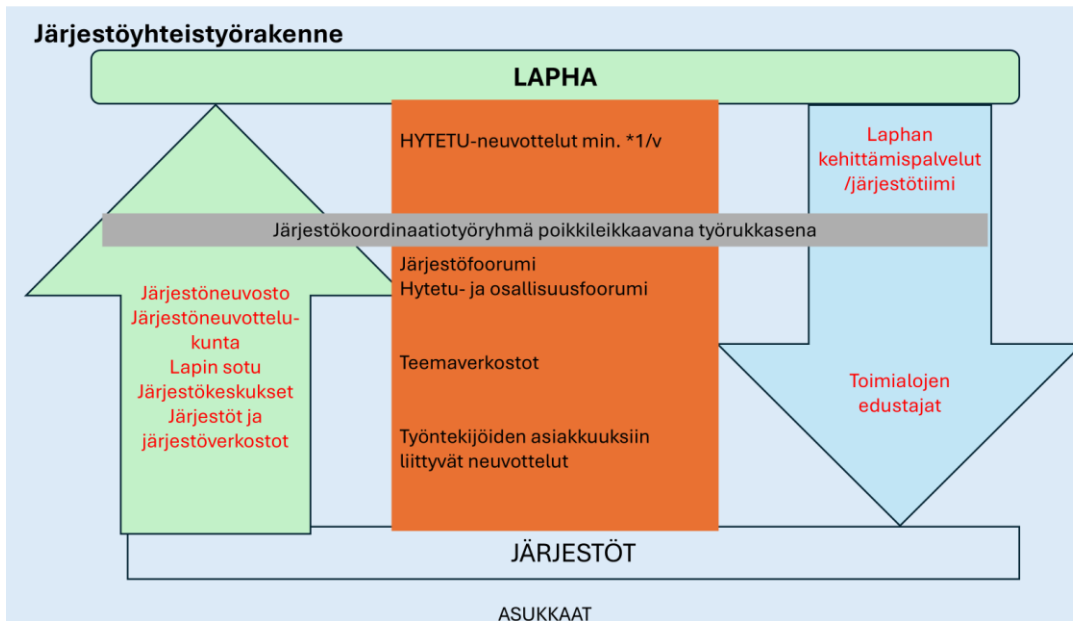 Järjestöyhteistyörakenne
LAPHA
HYTETU-neuvottelut min. *1/v
Laphan
kehittämispalvelut
/järjestötiimi
Järjestökoordinaatiotyöryhmä poikkileikkaavana työrukkasena
Järjestöfoorumi
Hytetu- ja osallisuusfoorumi
Järjestöneuvosto
Järjestöneuvottelu-
kunta
Lapin sotu
Järjestökeskukset
Järjestöt ja
järjestöverkostot
Teemaverkostot
Työntekijöiden asiakkuuksiin
liittyvät neuvottelut
Toimialojen
edustajat
JÄRJESTÖT
ASUKKAAT